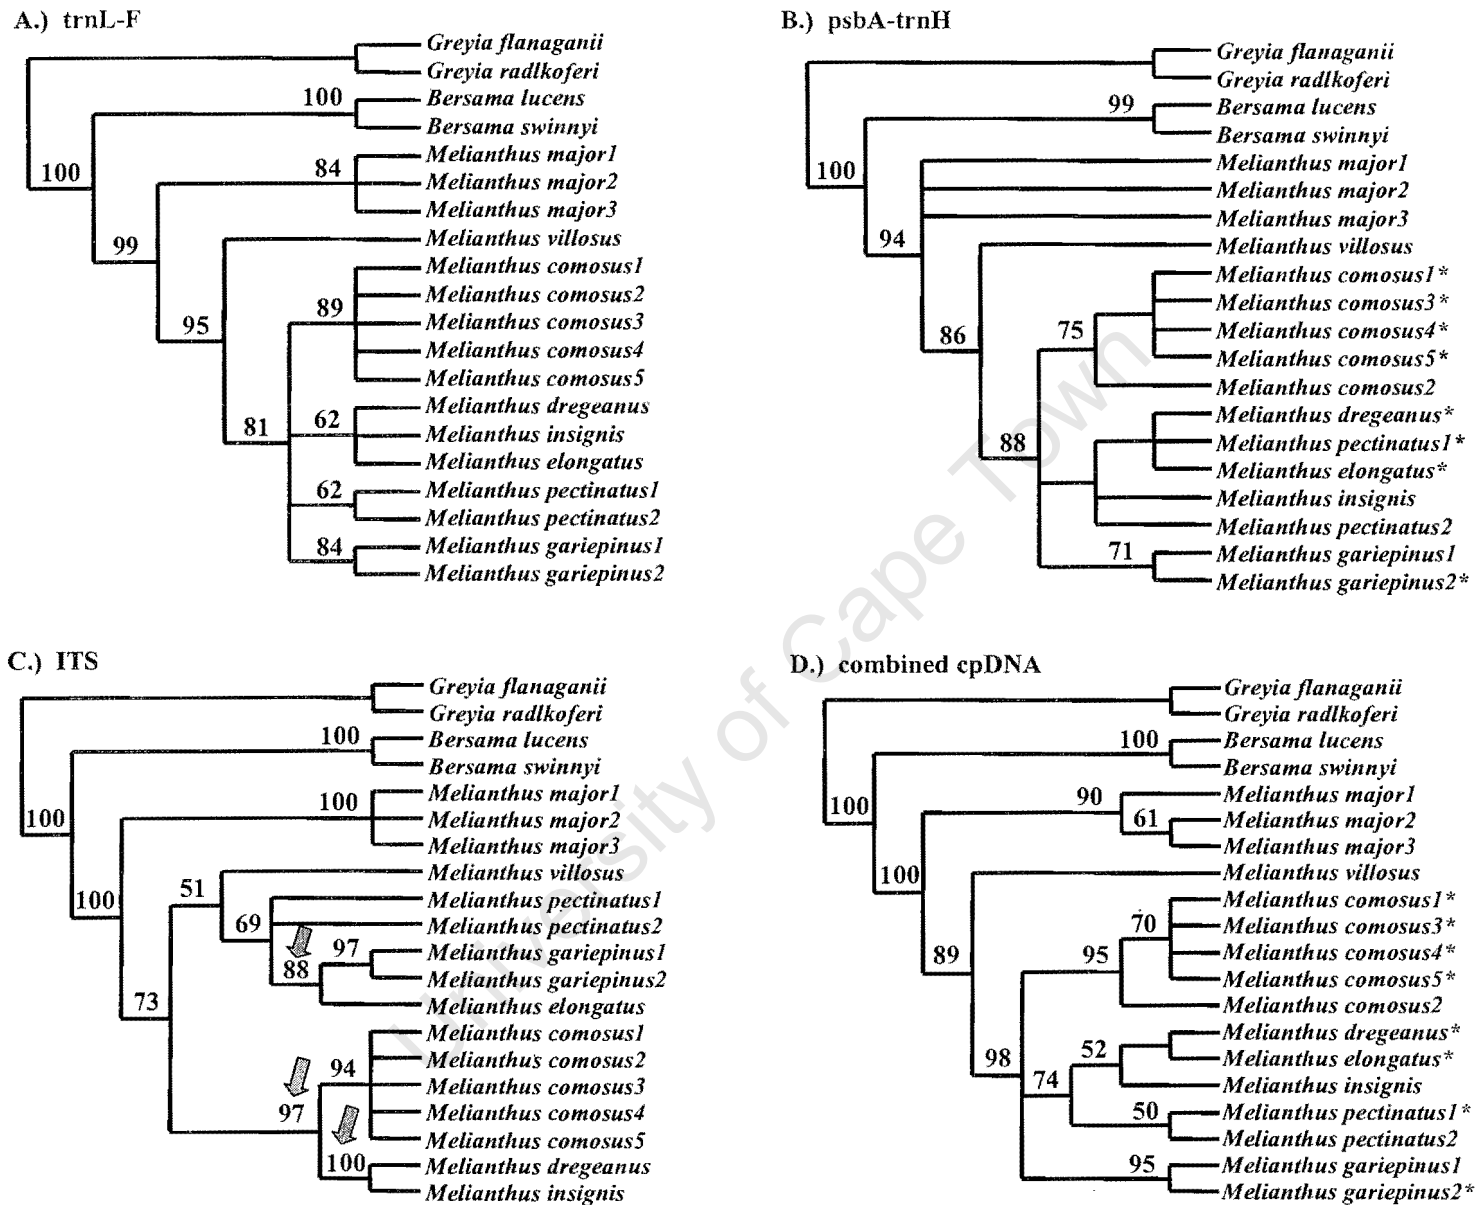 A.) trnL-F
Greyia flanaganii
Greyia radlkoferi
100
Bersama lucens
Bersama swinnyi
Melianthus major1
84
Melianthus major2
100
Melianthus major3
Melianthus villosus
99
Melianthus comosus1
Melianthus comosus2
89
Melianthus comosus3
95
Melianthus comosus4
Melianthus comosus5
Melianthus dregeanus
62
Melianthus insignis
81
Melianthus elongatus
62
Melianthus pectinatus1
Melianthus pectinatus2
84
Melianthus gariepinus1
Melianthus gariepinus2
B.) psbA-trnH
Greyia flanaganii
Greyia radlkoferi
99
Bersama lucens
Bersama swinnyi
Melianthus major1
100
Melianthus major2
Melianthus major3
94
Melianthus villosus
Melianthus comosus1*
Melianthus comosus3*
86
75
Melianthus comosus4*
Melianthus comosus5*
Melianthus comosus2
Melianthus dregeanus*
88
Melianthus pectinatus1*
Melianthus elongatus*
Melianthus insignis
Melianthus pectinatus2
71
Melianthus gariepinus1
Melianthus gariepinus2*
C.) ITS
Greyia flanaganii
Greyia radlkoferi
100
Bersama lucens
Bersama swinnyi
Melianthus major1
100
100
Melianthus major2
Melianthus major3
Melianthus villosus
100
51
Melianthus pectinatus1
69
Melianthus pectinatus2
97
Melianthus gariepinus1
88
Melianthus gariepinus2
73
Melianthus elongatus
Melianthus comosus1
Melianthus comosus2
94
Melianthus comosus3
97
Melianthus comosus4
Melianthus comosus5
100
Melianthus dregeanus
Melianthus insignis
D.) combined cpDNA
Greyia flanaganii
Greyia radlkoferi
100
Bersama lucens
Bersama swinnyi
90
Melianthus major1
100
61
Melianthus major2
Melianthus major3
100
Melianthus villosus
Melianthus comosus1*
70
Melianthus comosus3*
89
95
Melianthus comosus4*
Melianthus comosus5*
Melianthus comosus2
Melianthus dregeanus*
98
52
Melianthus elongatus*
74
Melianthus insignis
50
Melianthus pectinatus1*
Melianthus pectinatus2
95
Melianthus gariepinus1
Melianthus gariepinus2*
University of Cape Town